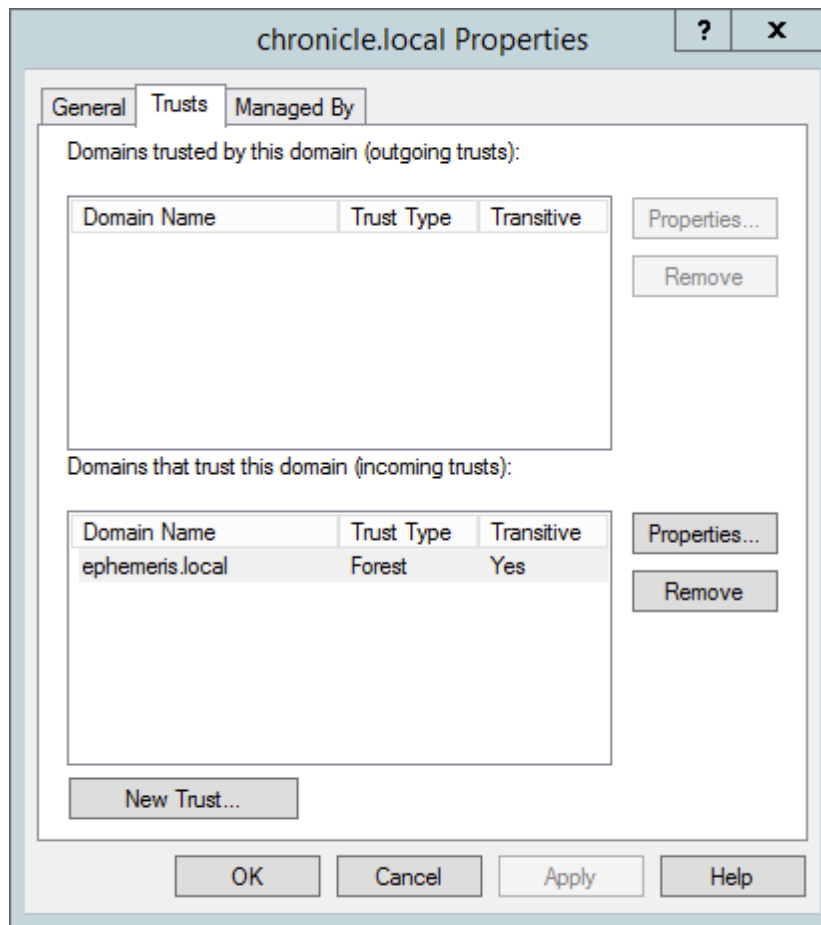 chronicle.local Properties ? x
General Trusts Managed By
Domains trusted by this domain (outgoing trusts):
Domain Name Trust Type Transitive
Properties...
Remove
Domains that trust this domain (incoming trusts):
Domain Name Trust Type Transitive
ephemeris.local Forest Yes
Properties...
Remove
New Trust...
OK Cancel Apply Help